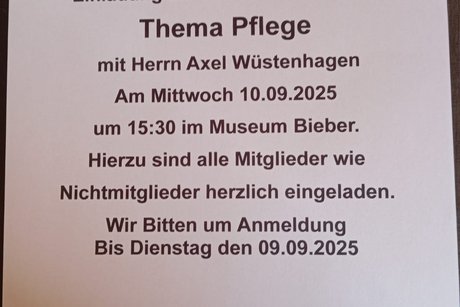 Thema Pflege
mit Herrn Axel Wüstenhagen
Am Mittwoch 10.09.2025
um 15:30 im Museum Bieber.
Hierzu sind alle Mitglieder wie
Nichtmitglieder herzlich eingeladen.
Wir Bitten um Anmeldung
Bis Dienstag den 09.09.2025